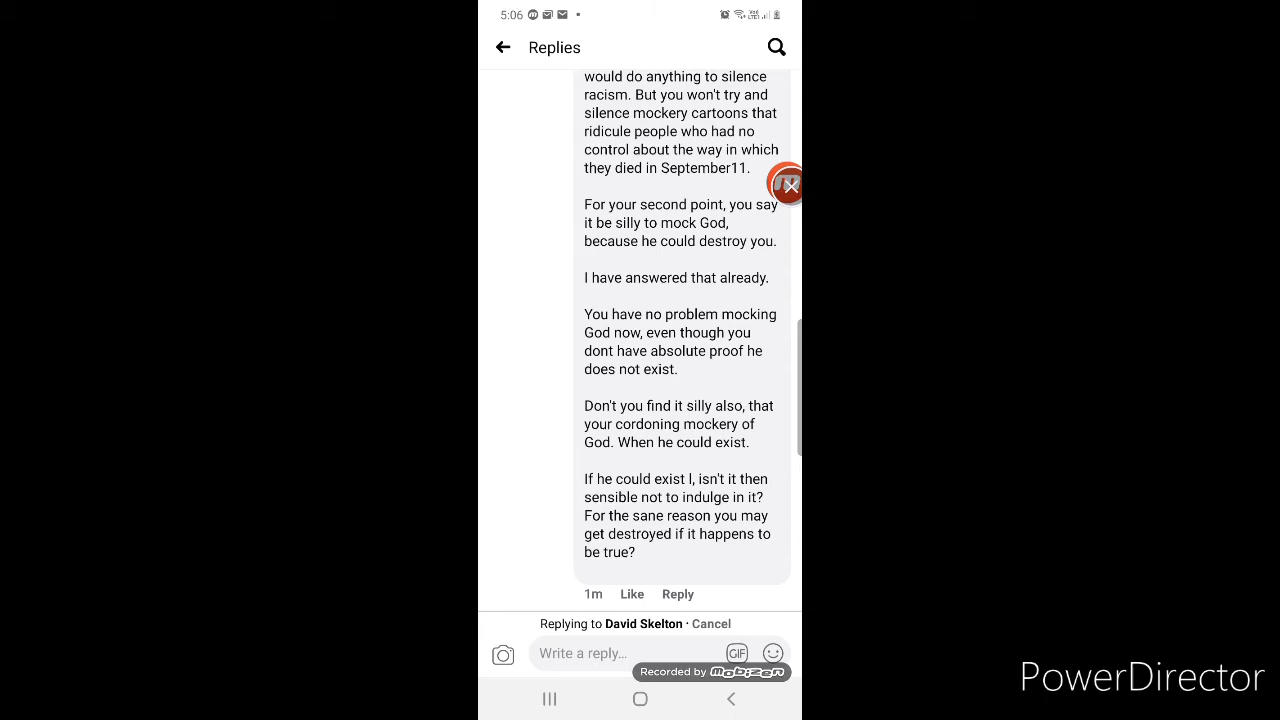 5:06
Replies
would do anything to silence
racism. But you won't try and
silence mockery cartoons that
ridicule people who had no
control about the way in which
they died in September11.
For your second point, you say
it be silly to mock God,
because he could destroy you.
I have answered that already.
You have no problem mocking
God now, even though you
dont have absolute proof he
does not exist.
Don't you find it silly also, that
your cordoning mockery of
God. When he could exist.
If he could exist l, isn't it then
sensible not to indulge in it?
For the sane reason you may
get destroyed if it happens to
be true?
1m Like Reply
Replying to David Skelton · Cancel
Write a reply... GIF
Recorded by mobizen
PowerDirector